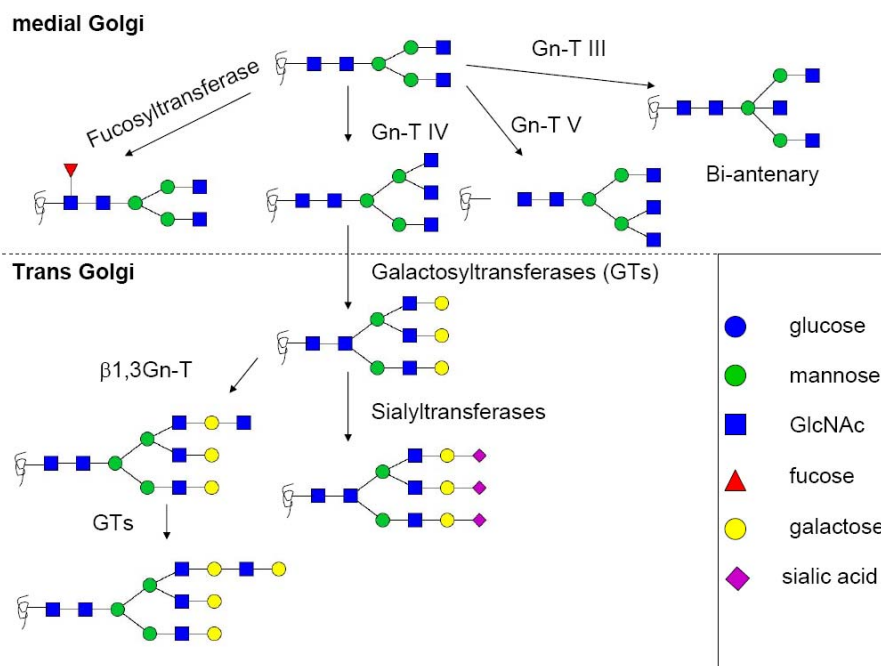 medial Golgi
Gn-T III
Fucosyltransferase
Gn-T IV
Gn-T V
Bi-antenary
Trans Golgi
Galactosyltransferases (GTs)
glucose
β1,3Gn-T
mannose
Sialyltransferases
GlcNAc
fucose
GTs
galactose
sialic acid